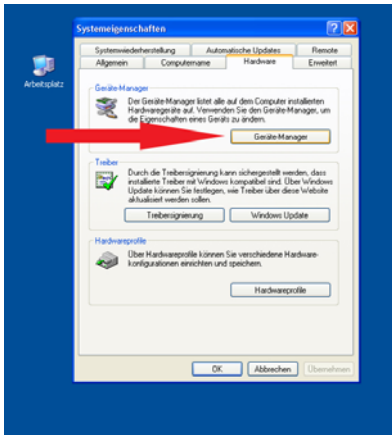 Systemeigenschaften
Arbeitsplatz
Systemwiederherstellung Automatische Updates Remote
Allgemein Computername Hardware Erweitert
Geräte-Manager
Der Geräte-Manager listet alle auf dem Computer installierten
Hardwaregeräte auf. Verwenden Sie den Geräte-Manager, um
die Eigenschaften eines Geräts zu ändern.
Geräte-Manager
Treiber
Durch die Treibersignierung kann sichergestellt werden, dass
installierte Treiber mit Windows kompatibel sind. Über Windows
Update können Sie festlegen, wie Treiber über diese Website
aktualisiert werden sollen.
Treibersignierung Windows Update
Hardwareprofile
Über Hardwareprofile können Sie verschiedene Hardware-
konfigurationen einrichten und speichern.
Hardwareprofile
OK Abbrechen Übernehmen